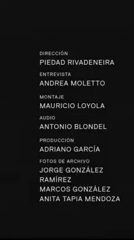 DIRECCIÓN
PIEDAD RIVADENEIRA
ENTREVISTA
ANDREA MOLETTO
MONTAJE
MAURICIO LOYOLA
AUDIO
ANTONIO BLONDEL
PRODUCCIÓN
ADRIANO GARCÍA
FOTOS DE ARCHIVO
JORGE GONZÁLEZ
RAMÍREZ
MARCOS GONZÁLEZ
ANITA TAPIA MENDOZA